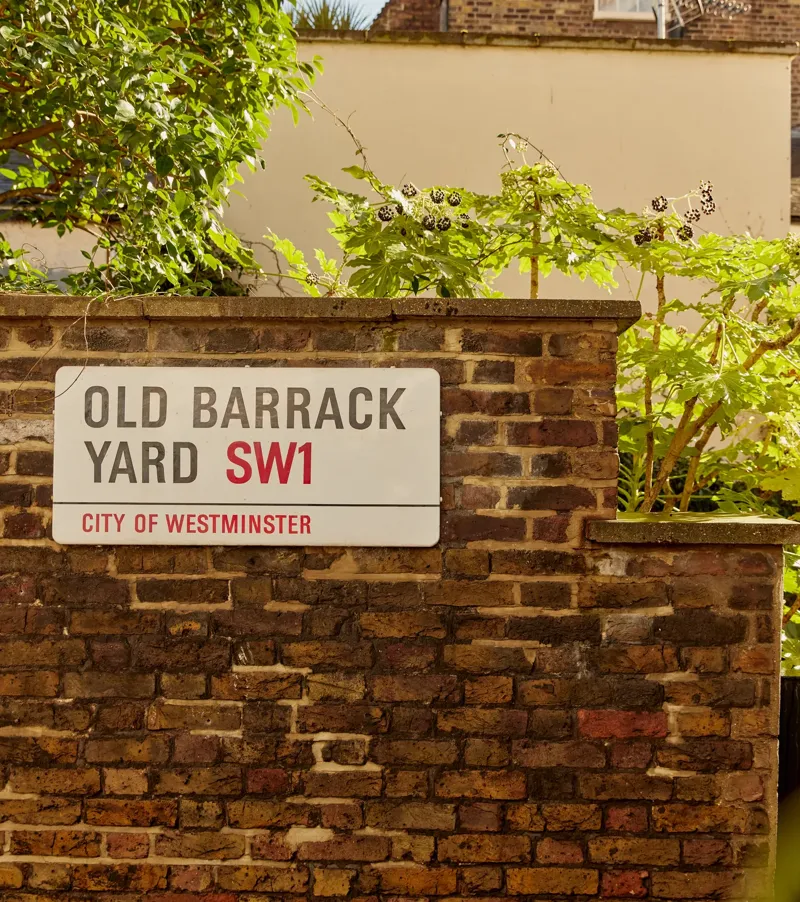 OLD BARRACK
YARD SW1
CITY OF WESTMINSTER